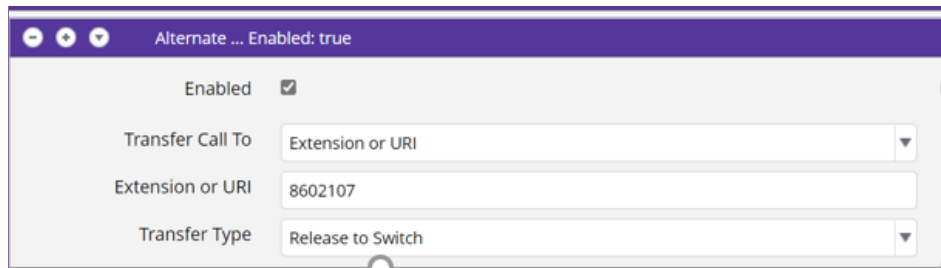 Alternate ... Enabled: true
Enabled
Transfer Call To Extension or URI
Extension or URI 8602107
Transfer Type Release to Switch